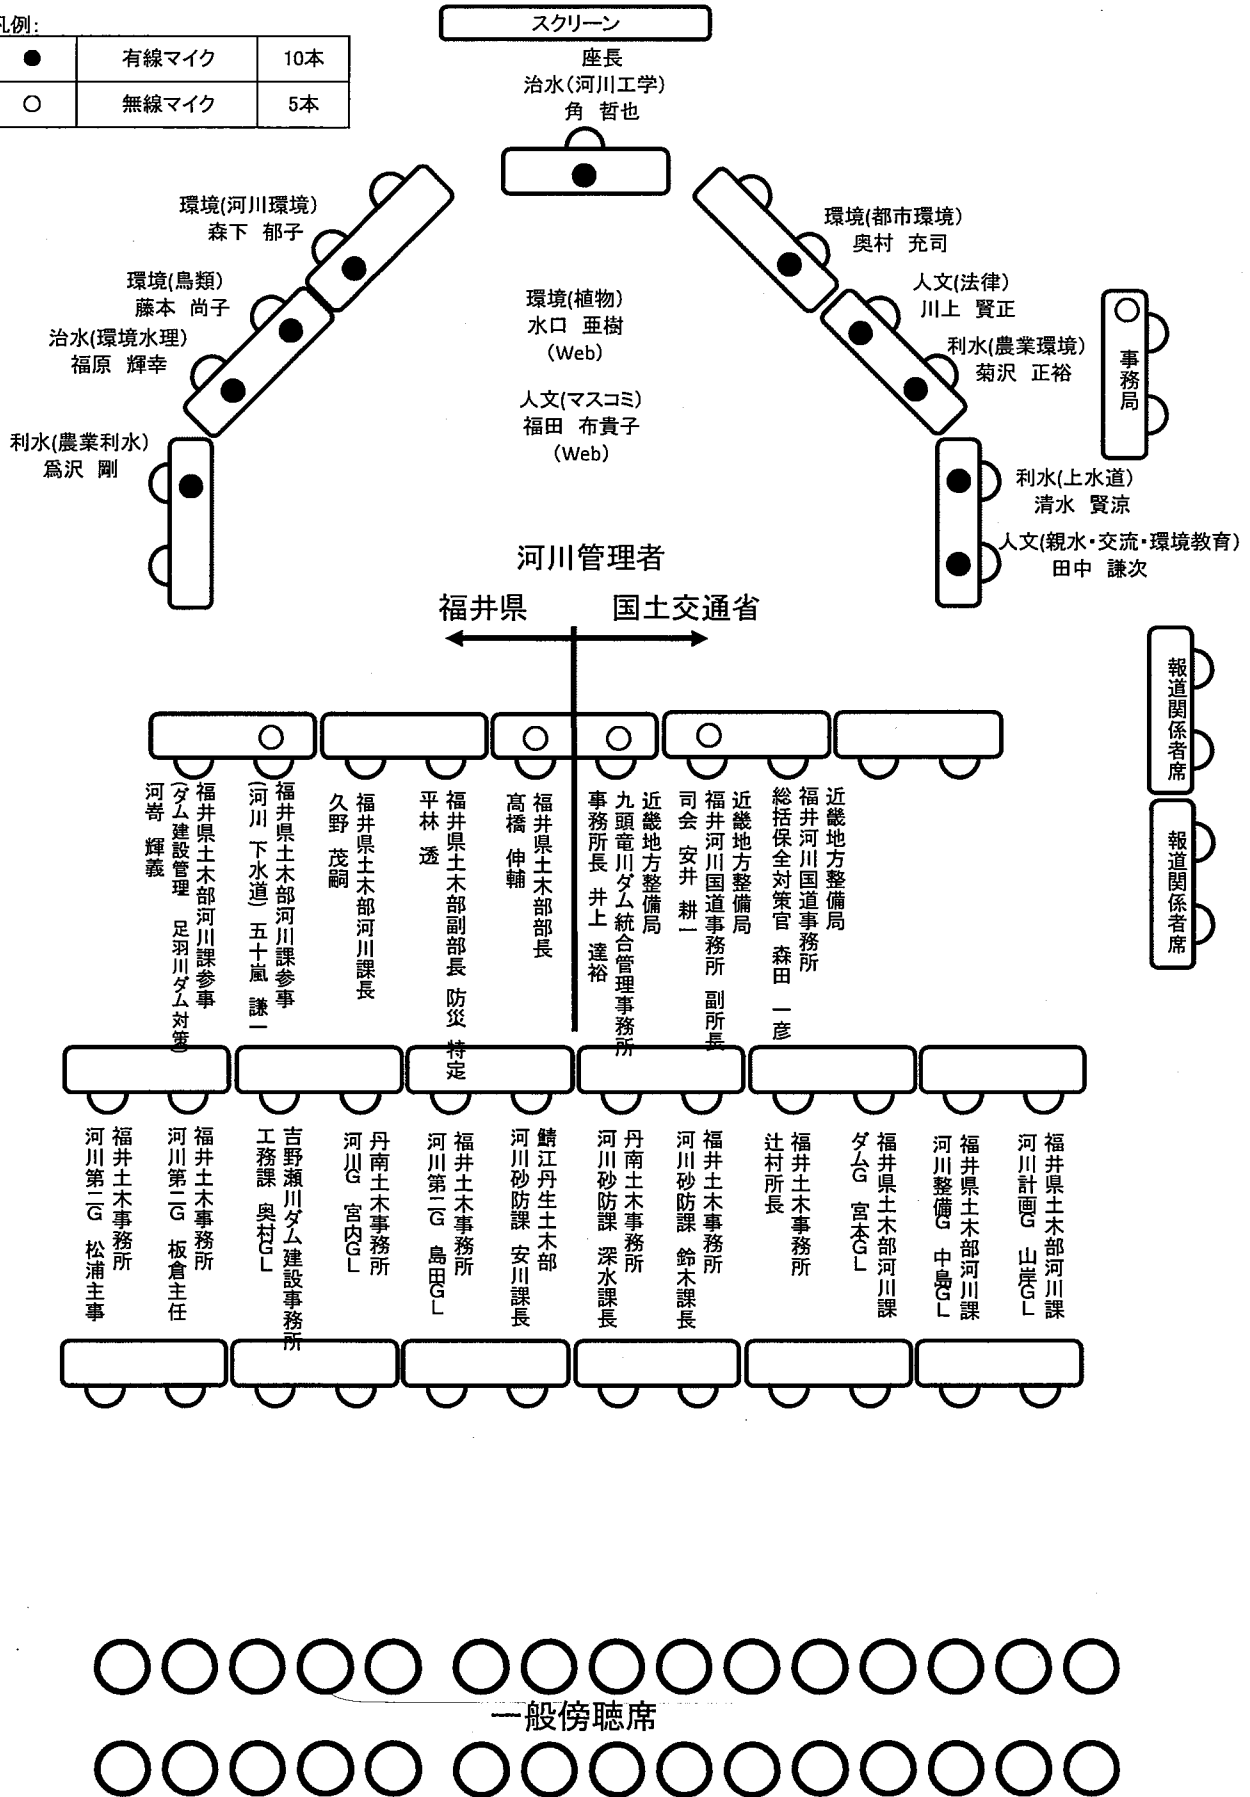 凡例:
● 有線マイク 10本
○ 無線マイク 5本
スクリーン
座長
治水(河川工学)
角 哲也
環境(河川環境)
森下 郁子
環境(鳥類)
藤本 尚子
治水(環境水理)
福原 輝幸
利水(農業利水)
爲沢 剛
環境(植物)
水口 亜樹
(Web)
人文(マスコミ)
福田 布貴子
(Web)
環境(都市環境)
奥村 充司
人文(法律)
川上 賢正
利水(農業環境)
菊沢 正裕
利水(上水道)
清水 賢涼
人文(親水・交流・環境教育)
田中 謙次
事務局
報道関係者席
報道関係者席
河川管理者
福井県
国土交通省
福井県土木部河川課参事
(ダム建設管理 足羽川ダム対策)
河嵜 輝義
福井県土木部河川課参事
(河川 下水道) 五十嵐 謙一
福井県土木部河川課長
久野 茂嗣
福井県土木部副部長 防災 特定
平林 透
福井県土木部部長
髙橋 伸輔
近畿地方整備局
九頭竜川ダム統合管理事務所
事務所長 井上 達裕
近畿地方整備局
福井河川国道事務所 副所長
司会 安井 耕一
近畿地方整備局
福井河川国道事務所
総括保全対策官 森田 一彦
福井土木事務所
河川第二G 松浦主事
福井土木事務所
河川第二G 板倉主任
吉野瀬川ダム建設事務所
工務課 奥村GL
丹南土木事務所
河川G 宮内GL
福井土木事務所
河川第二G 島田GL
鯖江丹生土木部
河川砂防課 安川課長
丹南土木事務所
河川砂防課 深水課長
福井土木事務所
河川砂防課 鈴木課長
福井土木事務所
辻村所長
福井県土木部河川課
ダムG 宮本GL
福井県土木部河川課
河川整備G 中島GL
福井県土木部河川課
河川計画G 山岸GL
一般傍聴席